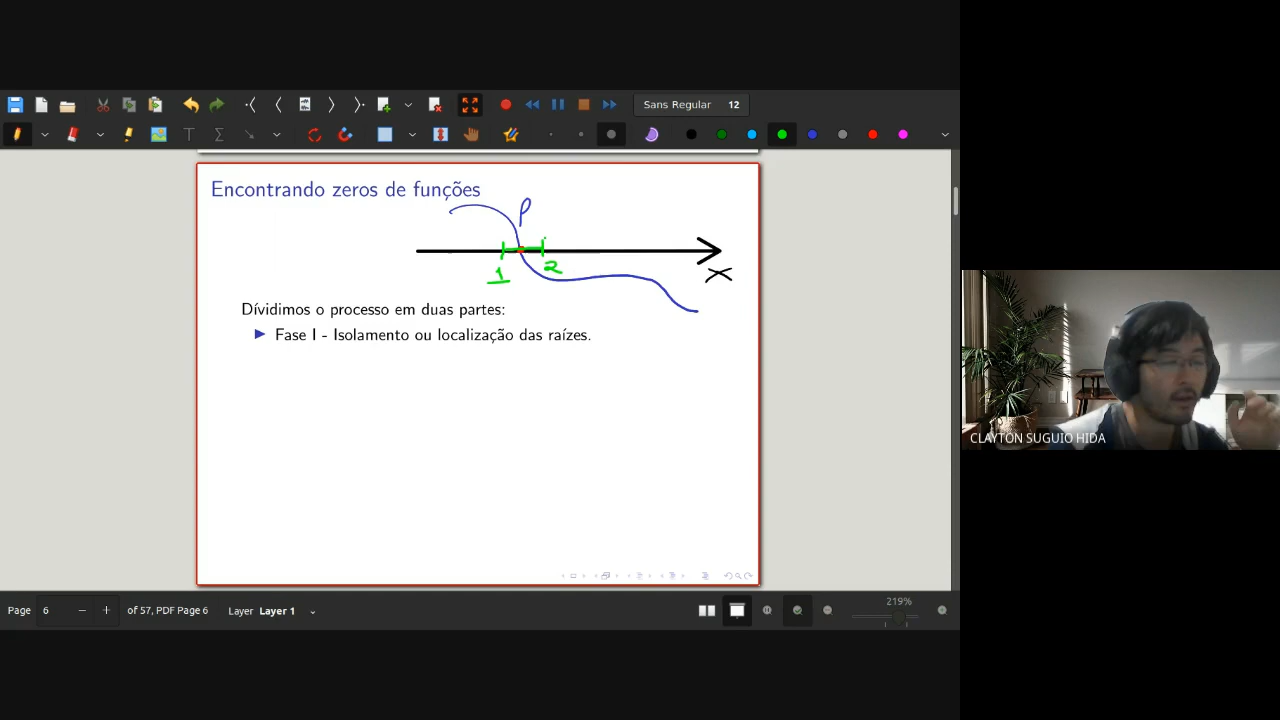 Sans Regular 12
Encontrando zeros de funções
P
1 2
x
Dívidimos o processo em duas partes:
Fase I - Isolamento ou localização das raízes.
CLAYTON SUGUIO HIDA
Page 6 of 57, PDF Page 6 Layer Layer 1 219%